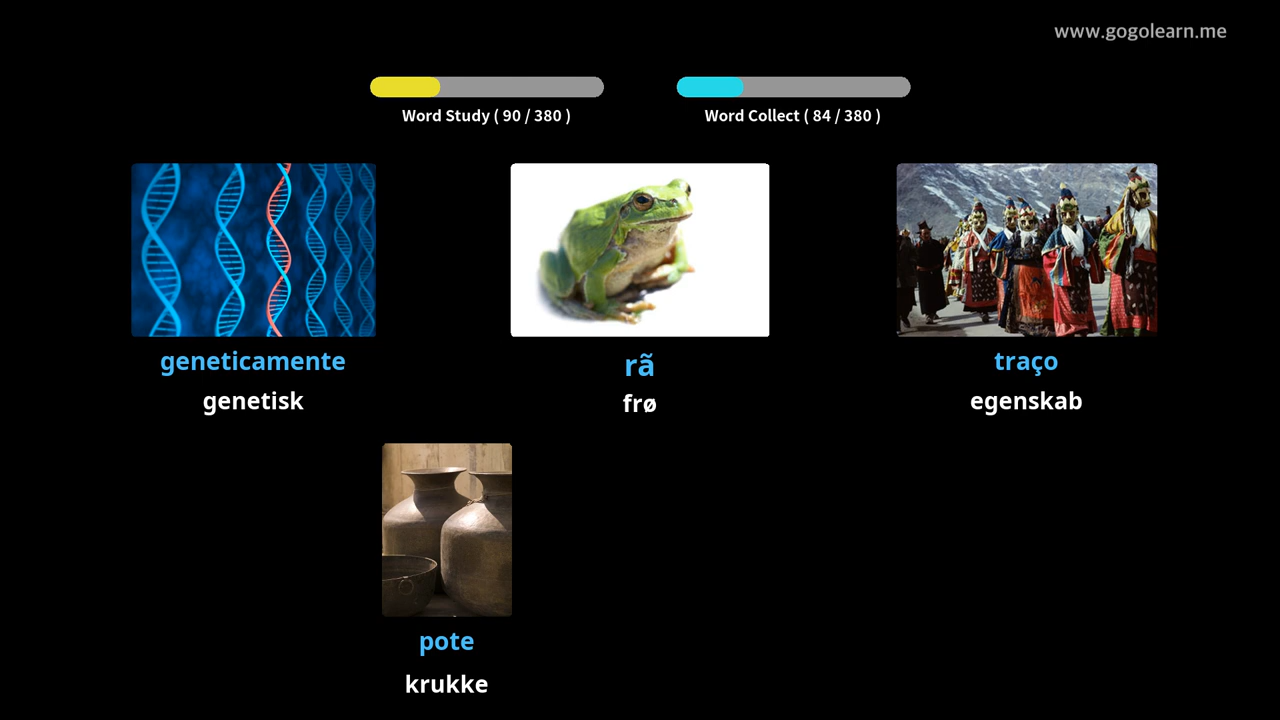 www.gogolearn.me
Word Study ( 90 / 380 )
Word Collect ( 84 / 380 )
geneticamente
genetisk
rã
frø
traço
egenskab
pote
krukke